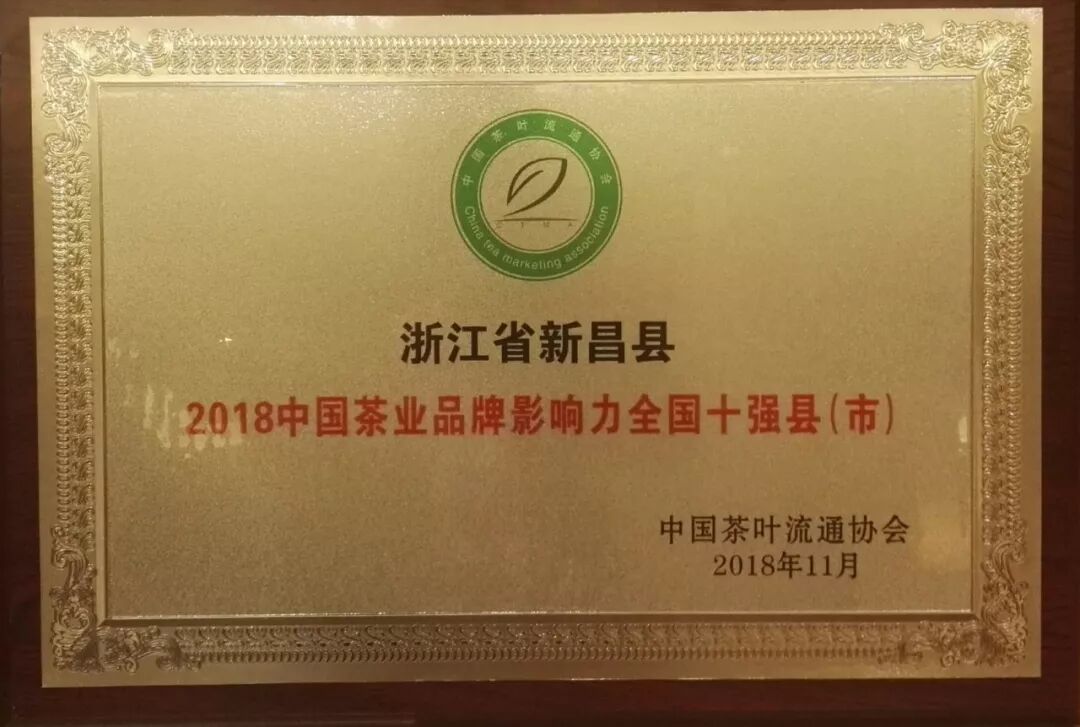 中国茶叶流通协会
China tea marketing association
C T M A
浙江省新昌县
2018中国茶业品牌影响力全国十强县(市)
中国茶叶流通协会
2018年11月